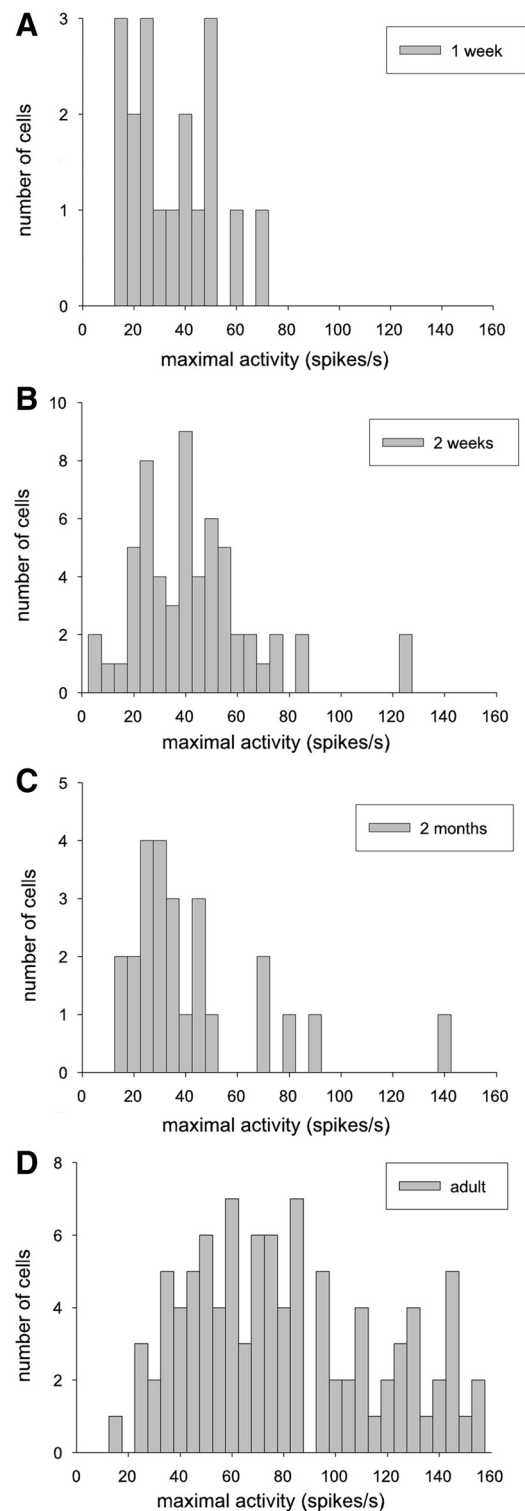 A
1 week
3
2
1
0
number of cells
0 20 40 60 80 100 120 140 160
maximal activity (spikes/s)
B
2 weeks
10
8
6
4
2
0
number of cells
0 20 40 60 80 100 120 140 160
maximal activity (spikes/s)
C
2 months
5
4
3
2
1
0
number of cells
0 20 40 60 80 100 120 140 160
maximal activity (spikes/s)
D
adult
8
6
4
2
0
number of cells
20 40 60 80 100 120 140 160
maximal activity (spikes/s)